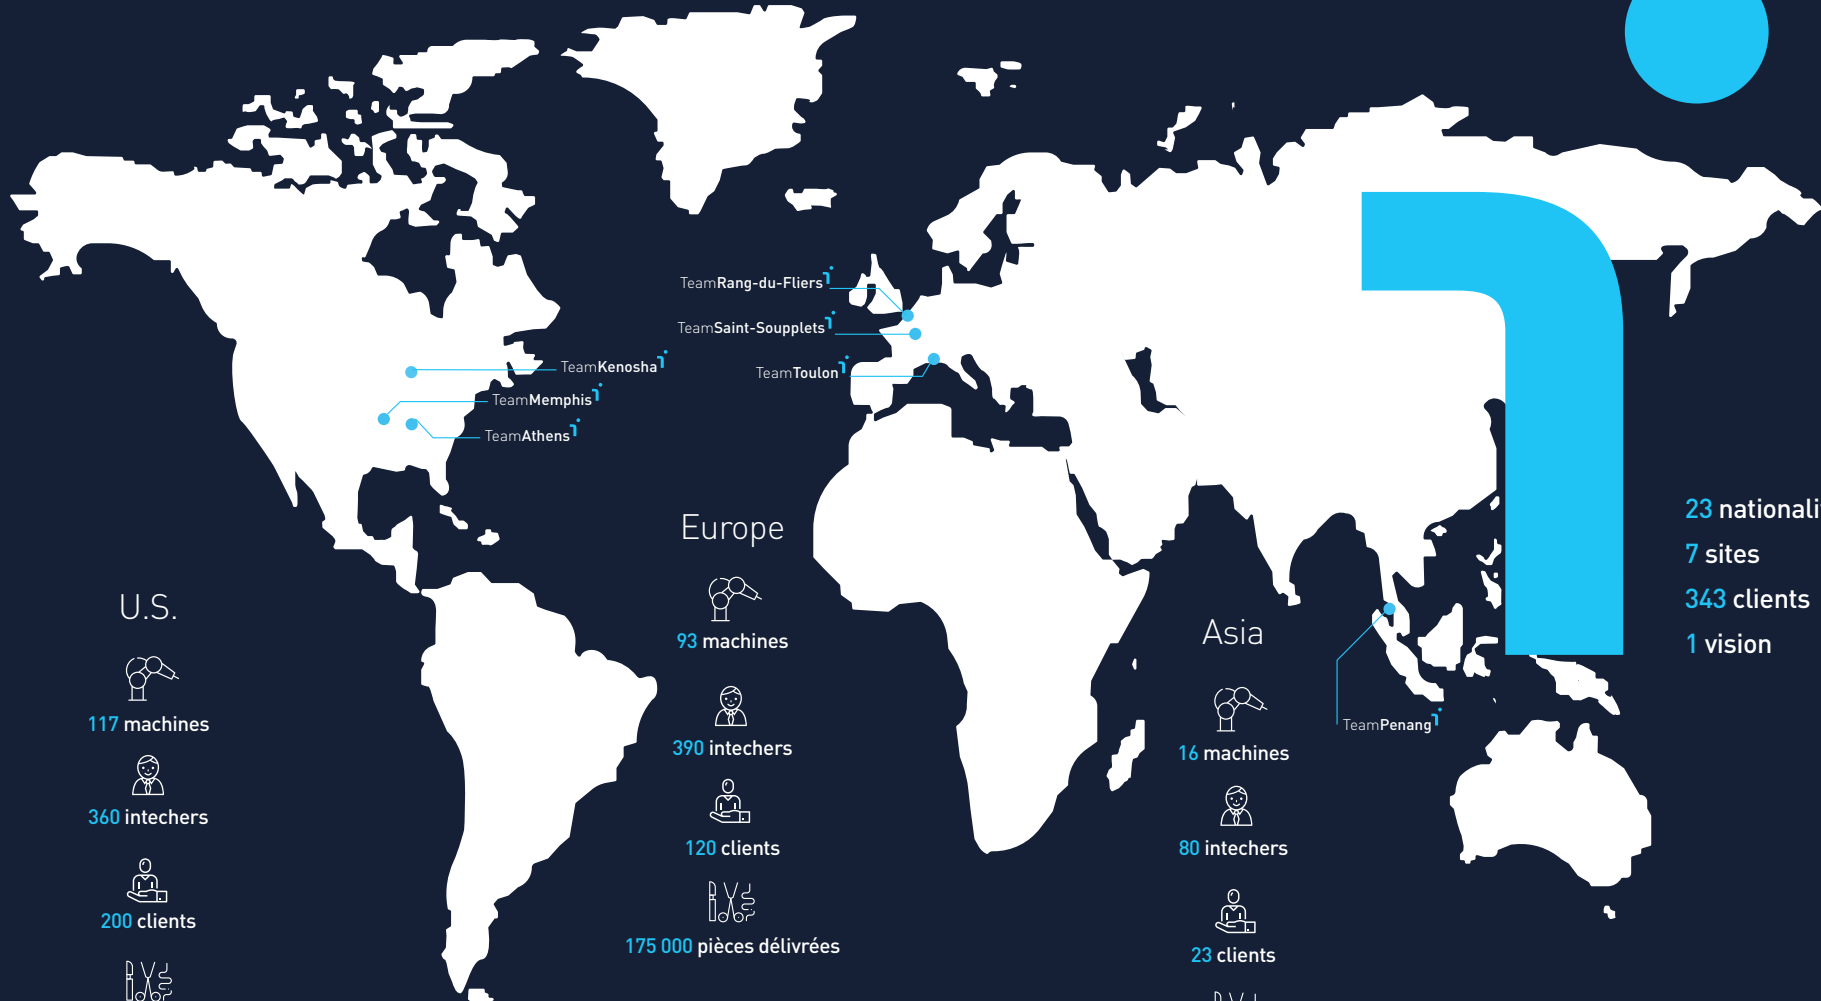 TeamRang-du-Fliers
TeamSaint-Soupplets
TeamToulon
TeamKenosha
TeamMemphis
TeamAthens
TeamPenang
U.S.
117 machines
360 intechers
200 clients
Europe
93 machines
390 intechers
120 clients
175 000 pièces délivrées
Asia
16 machines
80 intechers
23 clients
23 nationali
7 sites
343 clients
1 vision